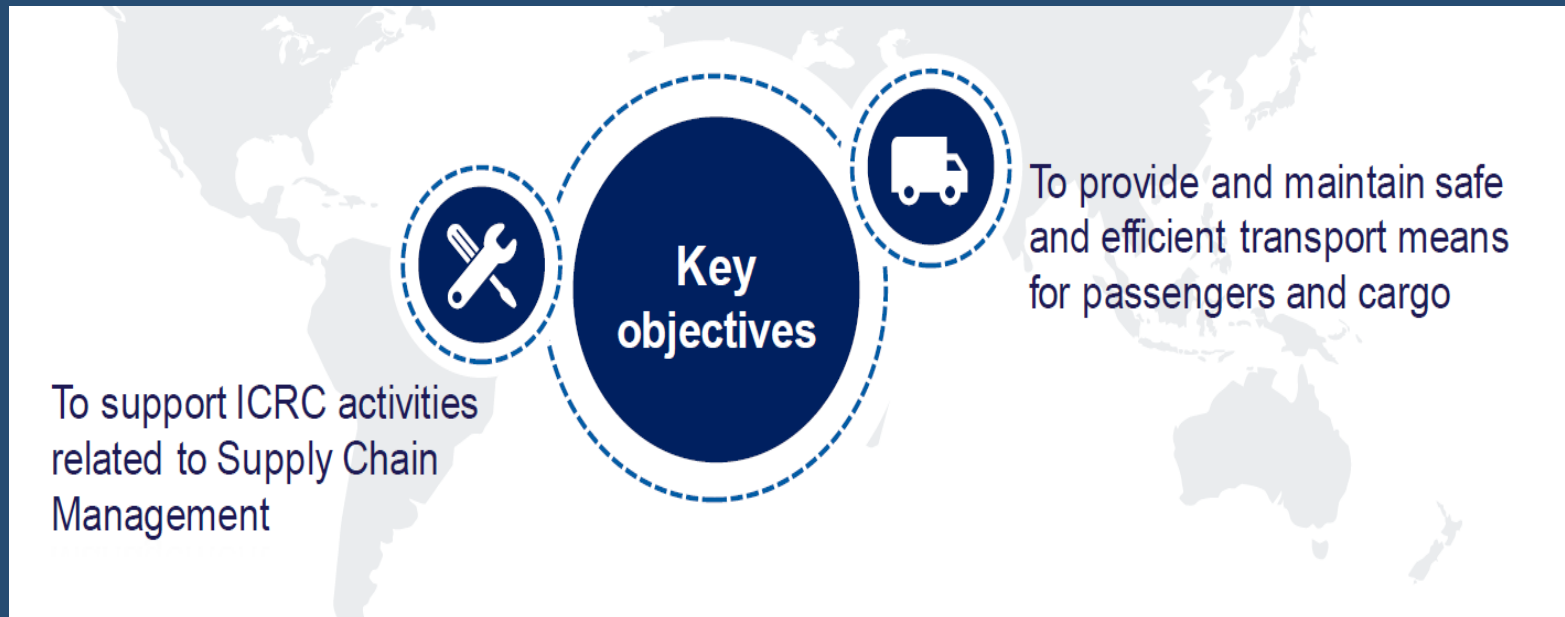 Key
objectives
To support ICRC activities
related to Supply Chain
Management
To provide and maintain safe
and efficient transport means
for passengers and cargo